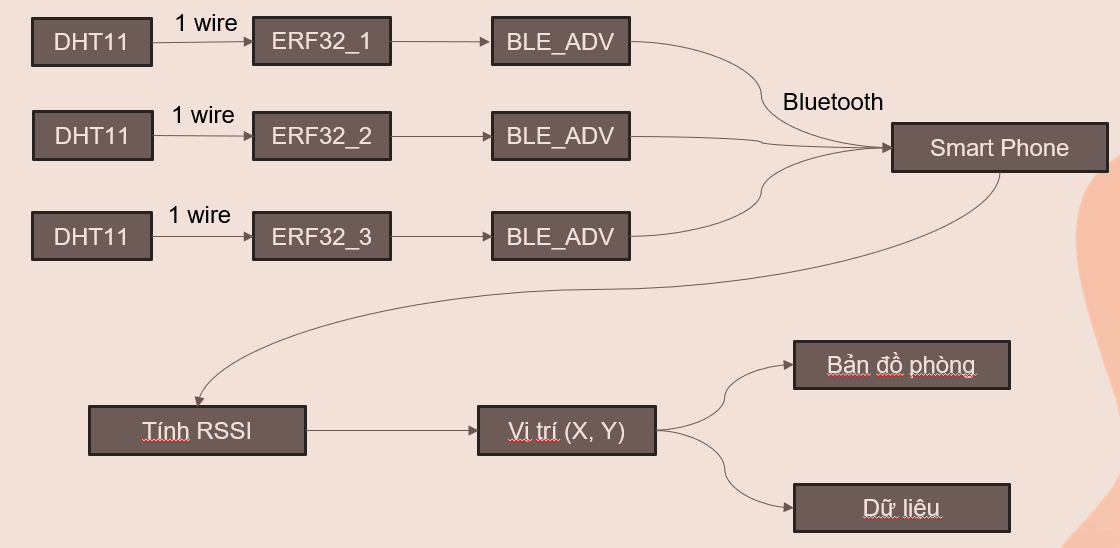 DHT11
1 wire
ERF32_1
BLE_ADV
DHT11
1 wire
ERF32_2
BLE_ADV
Bluetooth
Smart Phone
DHT11
1 wire
ERF32_3
BLE_ADV
Tính RSSI
Vị trí (X, Y)
Bản đồ phòng
Dữ liệu